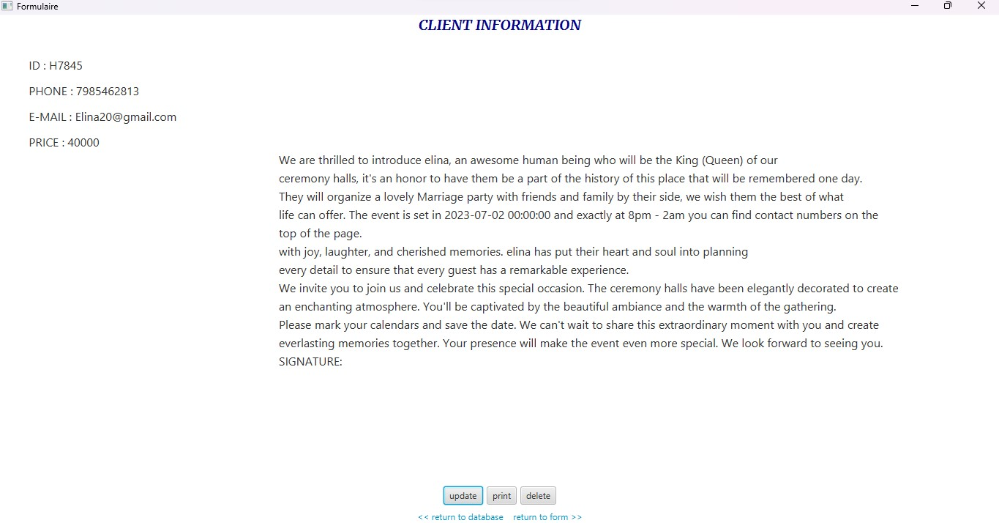 Formulaire
CLIENT INFORMATION
ID : H7845
PHONE : 7985462813
E-MAIL : Elina20@gmail.com
PRICE : 40000
We are thrilled to introduce elina, an awesome human being who will be the King (Queen) of our
ceremony halls, it's an honor to have them be a part of the history of this place that will be remembered one day.
They will organize a lovely Marriage party with friends and family by their side, we wish them the best of what
life can offer. The event is set in 2023-07-02 00:00:00 and exactly at 8pm - 2am you can find contact numbers on the
top of the page.
with joy, laughter, and cherished memories. elina has put their heart and soul into planning
every detail to ensure that every guest has a remarkable experience.
We invite you to join us and celebrate this special occasion. The ceremony halls have been elegantly decorated to create
an enchanting atmosphere. You'll be captivated by the beautiful ambiance and the warmth of the gathering.
Please mark your calendars and save the date. We can't wait to share this extraordinary moment with you and create
everlasting memories together. Your presence will make the event even more special. We look forward to seeing you.
SIGNATURE:
update print delete
<< return to database return to form >>